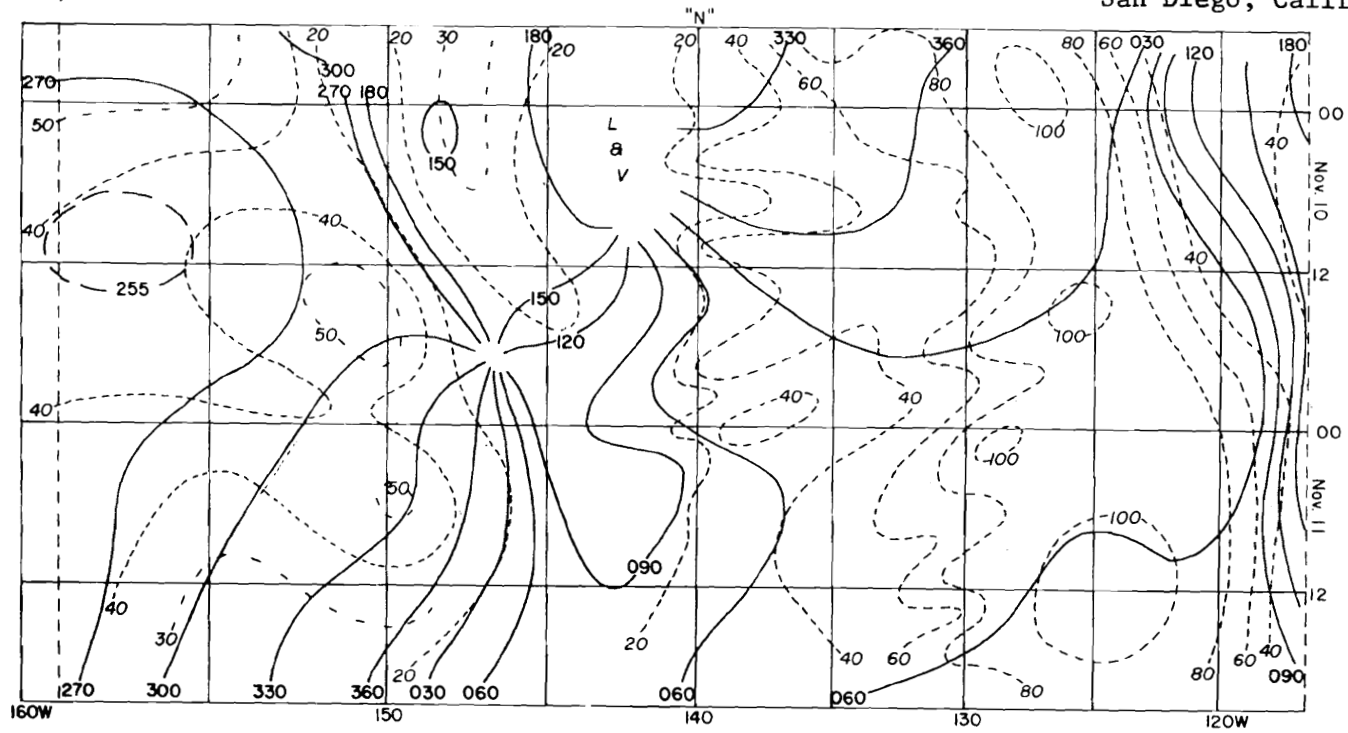 "N"
San Diego, Cali
20 20 30 180 20 20 40 330 360 80 60 030 120 180
270 300 60
270 180 80
50 150 L & V 100 00
40
Nov. 10
40 40
255 150 40 12
50 120 100
40 40 40 00
100
50 100 Nov. 11
090
40 12
30 20 20 40 60 80 60 40
270 300 330 360 030 060 060 060 80 090
160W 150 140 130 120W